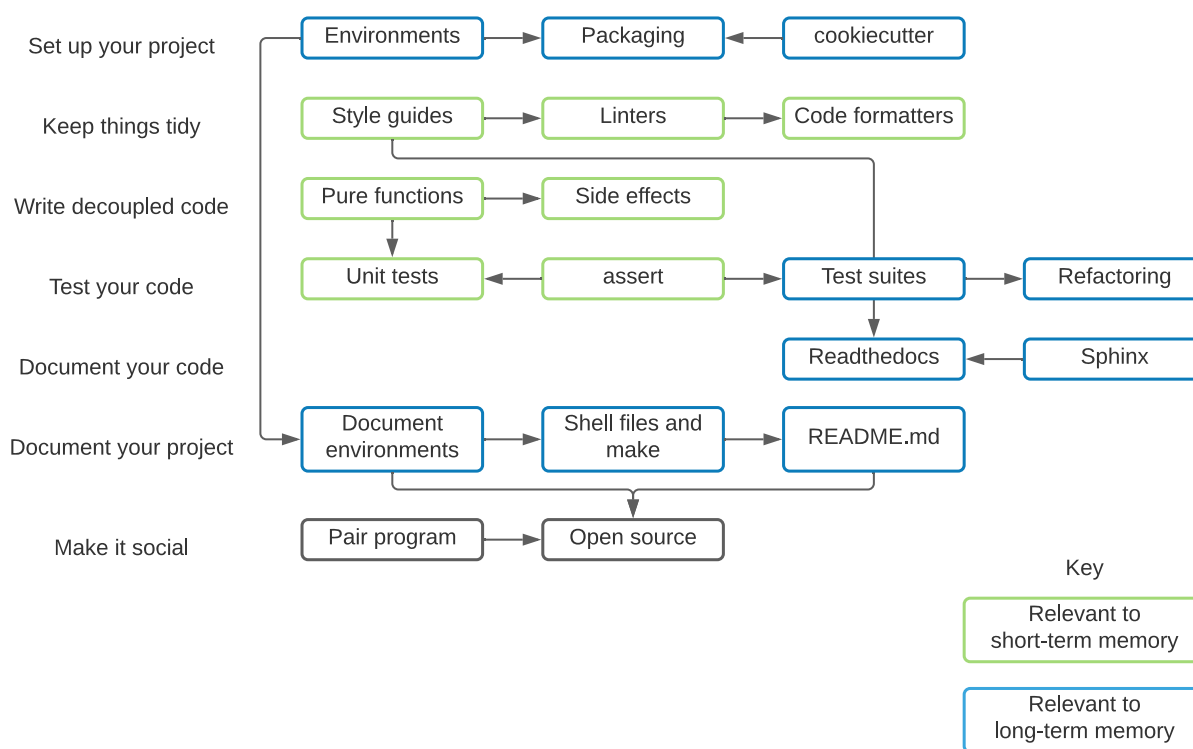 Set up your project
Environments
Packaging
cookiecutter
Keep things tidy
Style guides
Linters
Code formatters
Write decoupled code
Pure functions
Side effects
Test your code
Unit tests
assert
Test suites
Refactoring
Document your code
Readthedocs
Sphinx
Document your project
Document
environments
Shell files and
make
README.md
Make it social
Pair program
Open source
Key
Relevant to
short-term memory
Relevant to
long-term memory